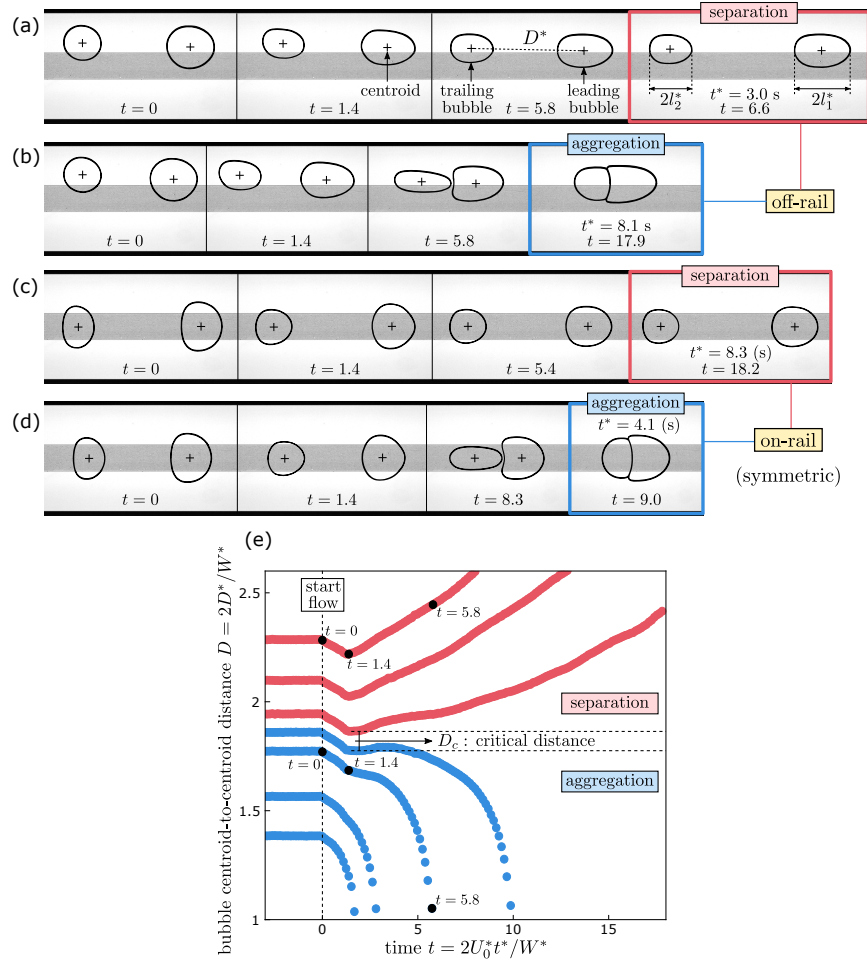 (a)
separation
D*
centroid
trailing
bubble
leading
bubble
2l₂*
2l₁*
t = 0
t = 1.4
t = 5.8
t* = 3.0 s
t = 6.6
(b)
aggregation
off-rail
t = 0
t = 1.4
t = 5.8
t* = 8.1 s
t = 17.9
(c)
separation
t = 0
t = 1.4
t = 5.4
t* = 8.3 (s)
t = 18.2
(d)
aggregation
t* = 4.1 (s)
on-rail
(symmetric)
t = 0
t = 1.4
t = 8.3
t = 9.0
(e)
bubble centroid-to-centroid distance D = 2D*/W*
2.5
2
1.5
1
start
flow
t = 0
t = 1.4
t = 5.8
separation
D_c : critical distance
t = 0
t = 1.4
aggregation
t = 5.8
0
5
10
15
time t = 2U₀*t*/W*